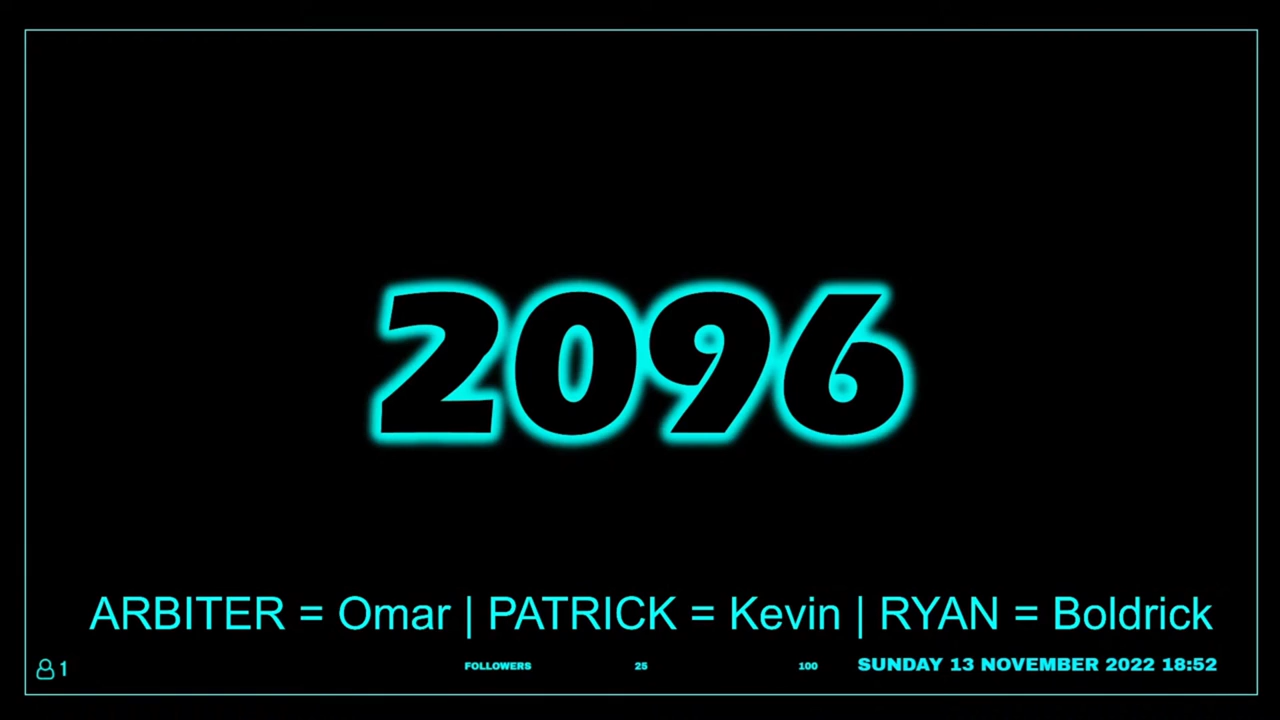 2096
ARBITER = Omar | PATRICK = Kevin | RYAN = Boldrick
1 FOLLOWERS 25 100 SUNDAY 13 NOVEMBER 2022 18:52